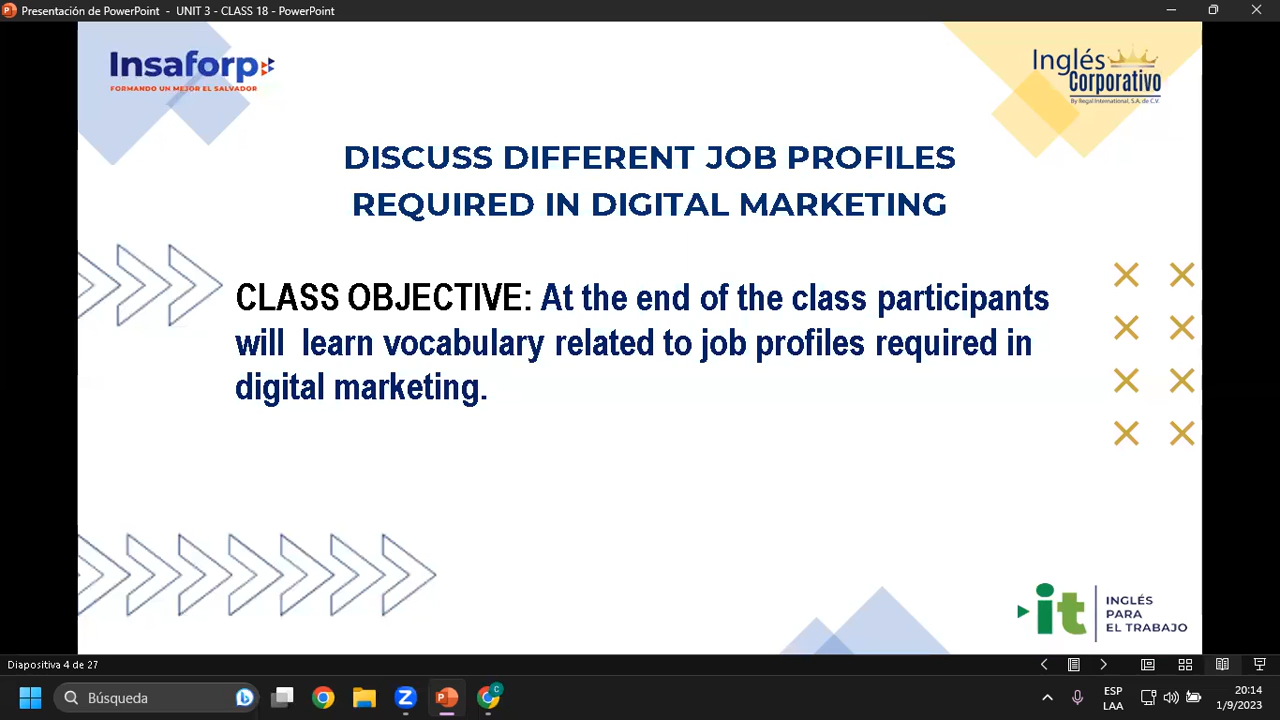 Presentación de PowerPoint - UNIT 3 - CLASS 18 - PowerPoint
Insaforp
FORMANDO UN MEJOR EL SALVADOR
Inglés
Corporativo
By Regal International, S.A. de C.V.
DISCUSS DIFFERENT JOB PROFILES
REQUIRED IN DIGITAL MARKETING
CLASS OBJECTIVE: At the end of the class participants
will learn vocabulary related to job profiles required in
digital marketing.
it
INGLÉS
PARA
EL TRABAJO
Diapositiva 4 de 27
Búsqueda
ESP
LAA
20:14
1/9/2023